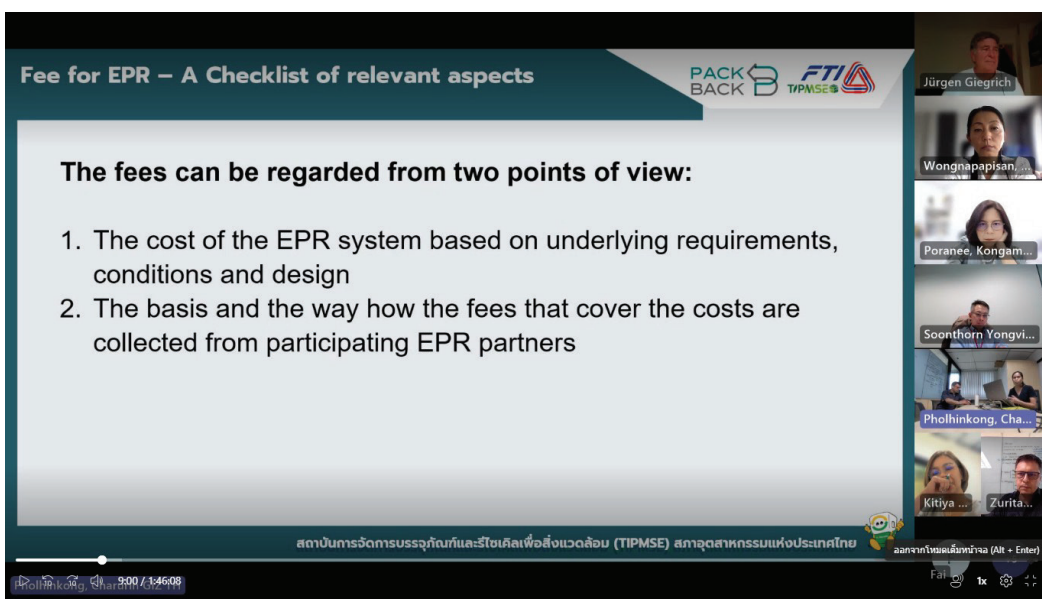 Fee for EPR – A Checklist of relevant aspects
PACK
BACK
FTI
TIPMSE
The fees can be regarded from two points of view:
1. The cost of the EPR system based on underlying requirements,
conditions and design
2. The basis and the way how the fees that cover the costs are
collected from participating EPR partners
สถาบันการจัดการบรรจุภัณฑ์และรีไซเคิลเพื่อสิ่งแวดล้อม (TIPMSE) สภาอุตสาหกรรมแห่งประเทศไทย
Jürgen Giegrich
Wongnapapisan, ...
Poranee, Kongam...
Soonthorn Yongvi...
Pholhinkong, Cha...
Kitiya ...
Zurita...
ออกจากโหมดเต็มหน้าจอ (Alt + Enter)
Fai
9:00 / 1:46:08
Pholhinkong, Charunn GIZ TH
1x